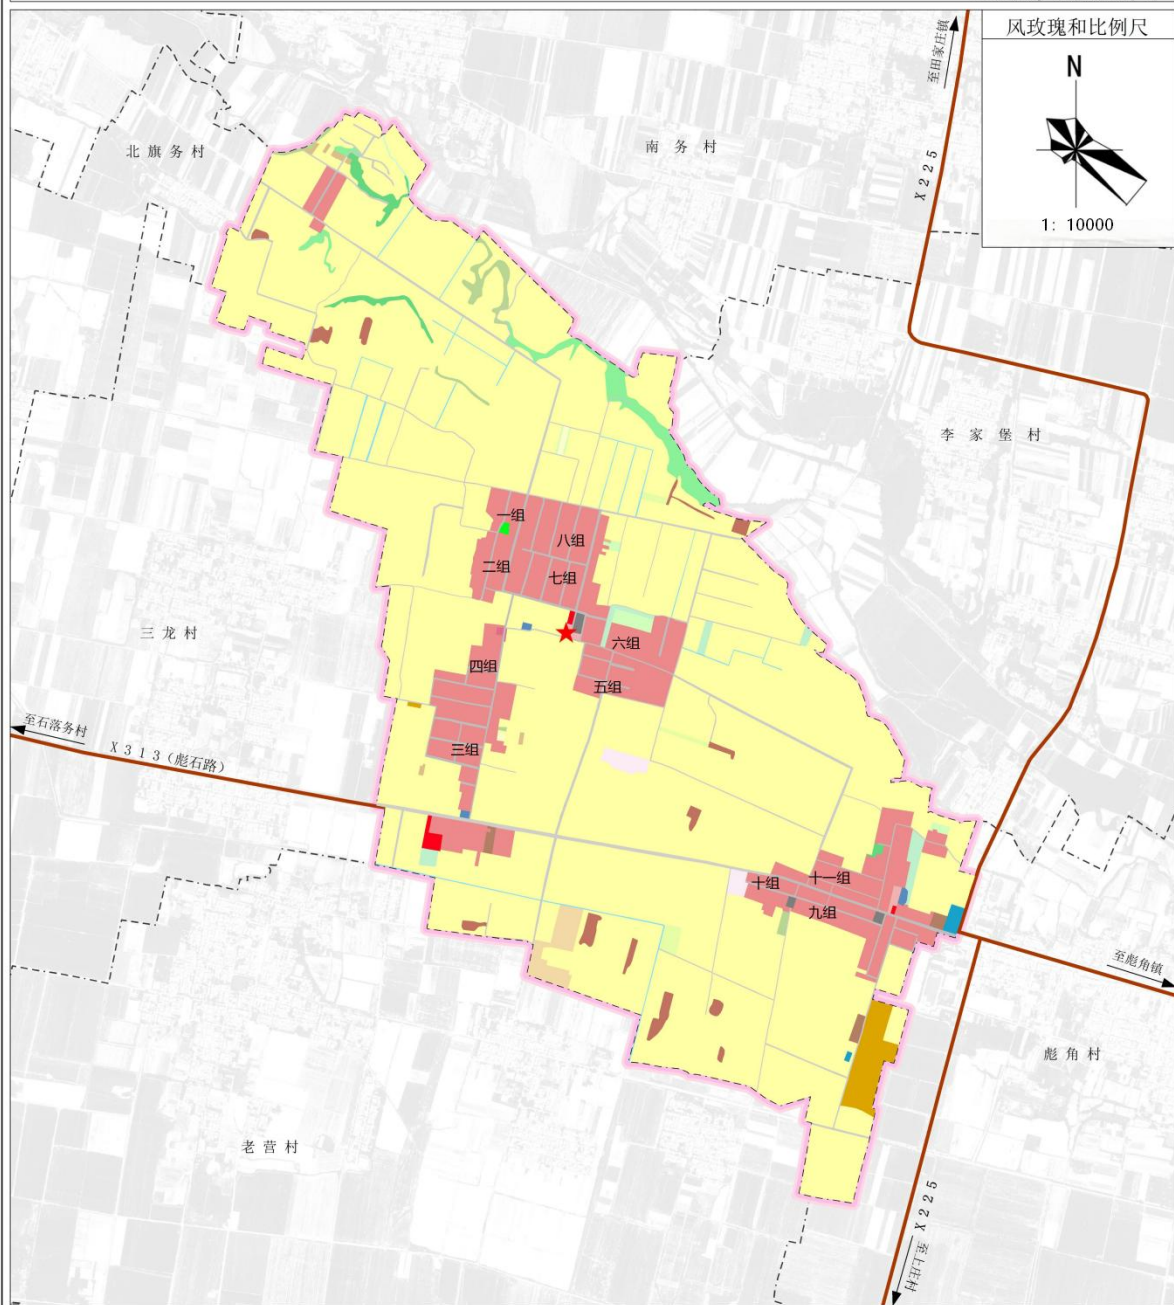 风玫瑰和比例尺
N
1: 10000
至田家庄镇
X225
北旗务村
南务村
李家堡村
一组
八组
二组
七组
三龙村
六组
四组
五组
至石落务村
X313(彪石路)
三组
十组
十一组
九组
至彪角镇
彪角村
老营村
X225
至上庄村